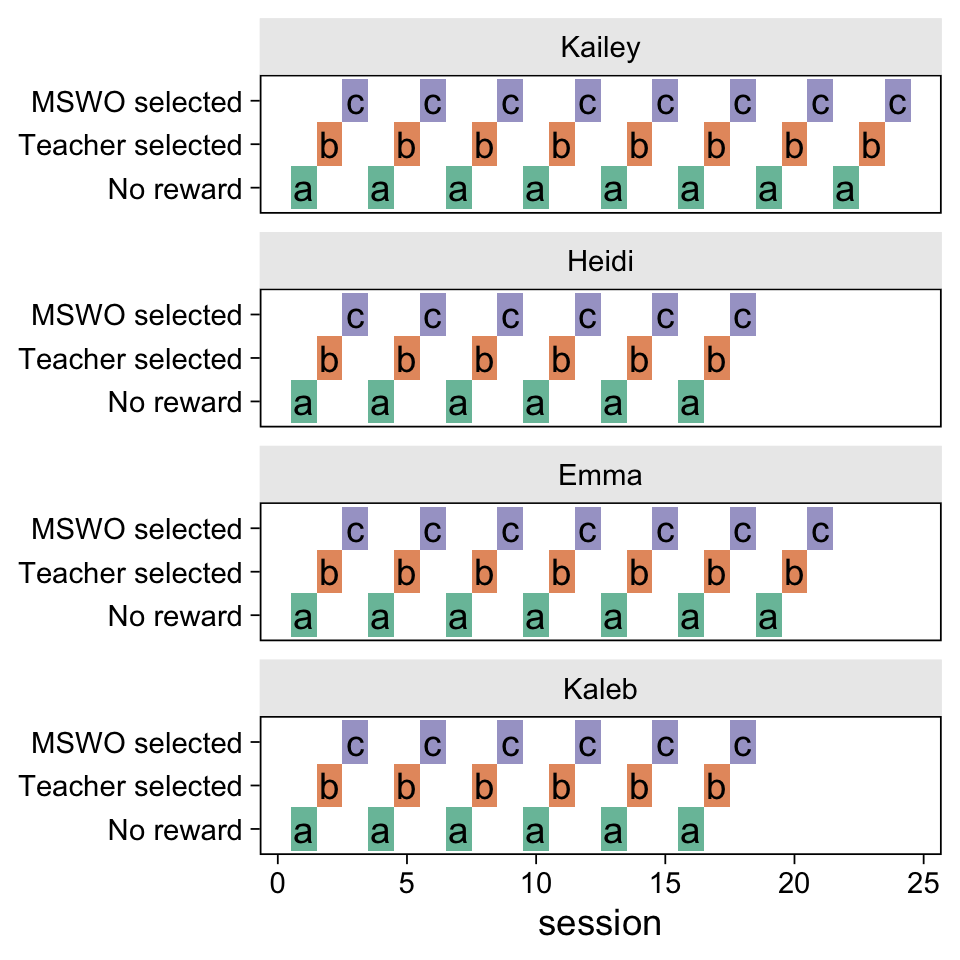 Kailey
MSWO selected c c c c c c c c
Teacher selected b b b b b b b b
No reward a a a a a a a a
Heidi
MSWO selected c c c c c c
Teacher selected b b b b b b
No reward a a a a a a
Emma
MSWO selected c c c c c c c
Teacher selected b b b b b b b
No reward a a a a a a a
Kaleb
MSWO selected c c c c c c
Teacher selected b b b b b b
No reward a a a a a a
0 5 10 15 20 25
session